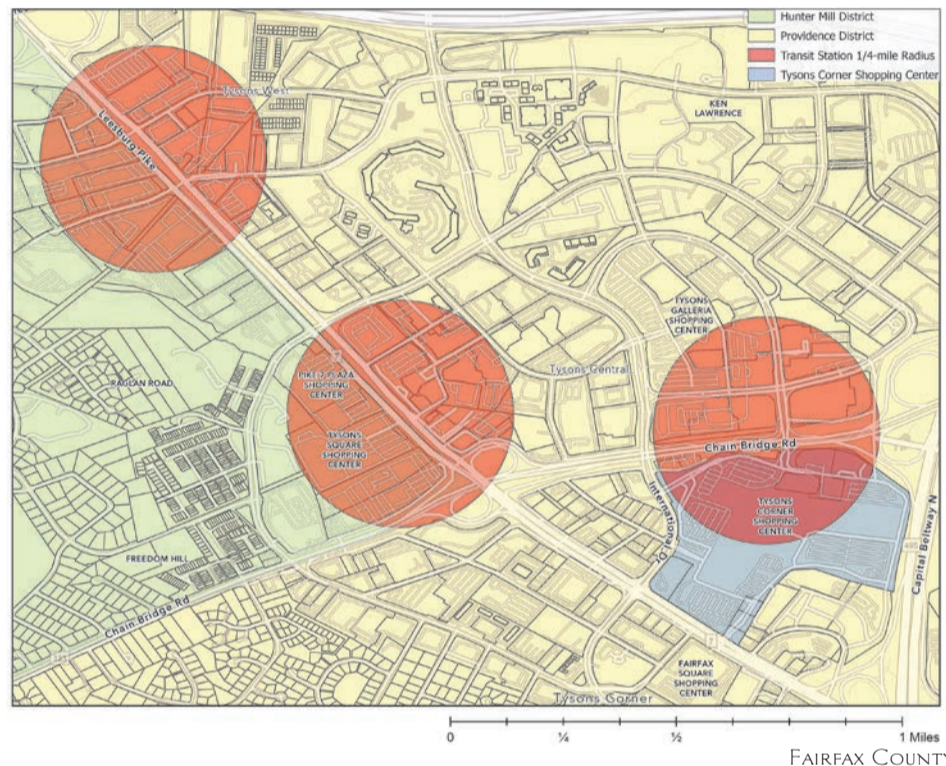 Hunter Mill District
Providence District
Transit Station 1/4-mile Radius
Tysons Corner Shopping Center
Tysons West
KEN
LAWRENCE
Leesburg Pike
TYSONS
GALLERIA
SHOPPING
CENTER
7
PIKE 7 PLAZA
SHOPPING
CENTER
Tysons Central
RAGLAN ROAD
TYSONS
SQUARE
SHOPPING
CENTER
Chain Bridge Rd
International Dr
TYSONS
CORNER
SHOPPING
CENTER
Capital Beltway N
FREEDOM HILL
Chain Bridge Rd
7
FAIRFAX
SQUARE
SHOPPING
CENTER
Tysons Corner
0 ¼ ½ 1 Miles
FAIRFAX COUNTY